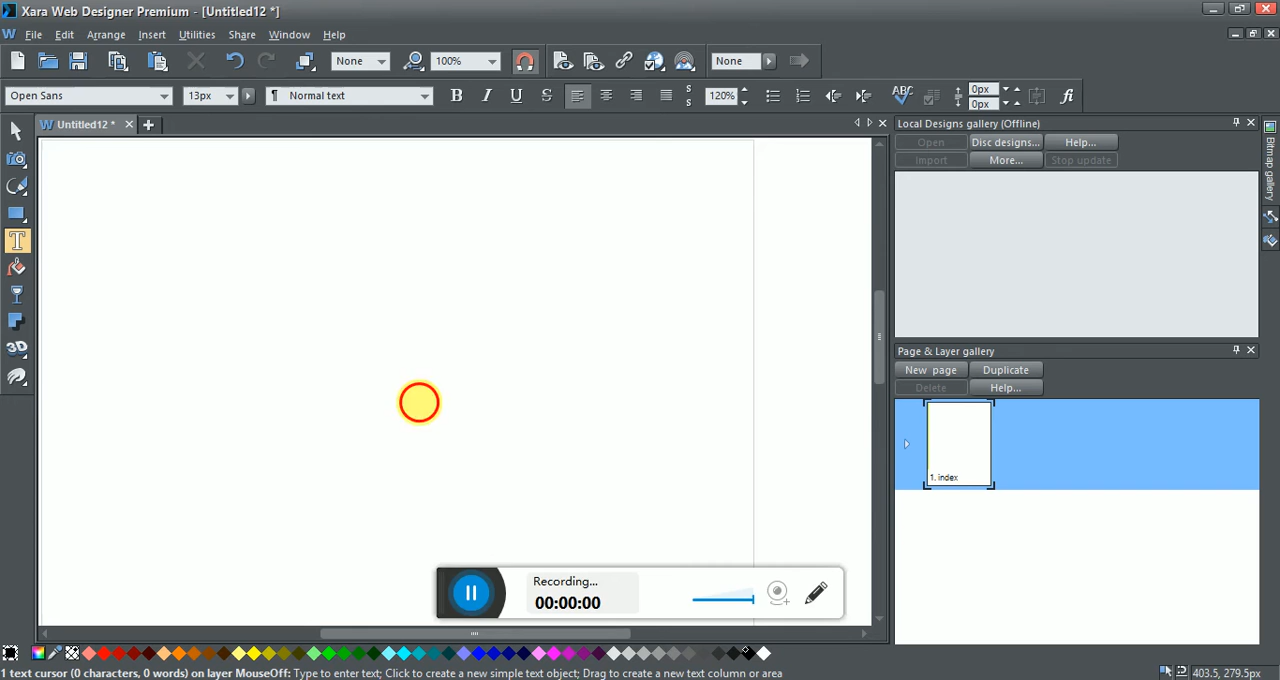 Xara Web Designer Premium - [Untitled12 *]
File Edit Arrange Insert Utilities Share Window Help
None 100% None
Open Sans 13px ¶ Normal text B I U S 120% ABC 0px fi
S
S
0px
W Untitled12 *
Local Designs gallery (Offline)
Open Disc designs... Help...
Import More... Stop update
Bitmap gallery
T
3D
Page & Layer gallery
New page Duplicate
Delete Help...
1. index
Recording...
00:00:00
1 text cursor (0 characters, 0 words) on layer MouseOff: Type to enter text; Click to create a new simple text object; Drag to create a new text column or area
403.5, 279.5px